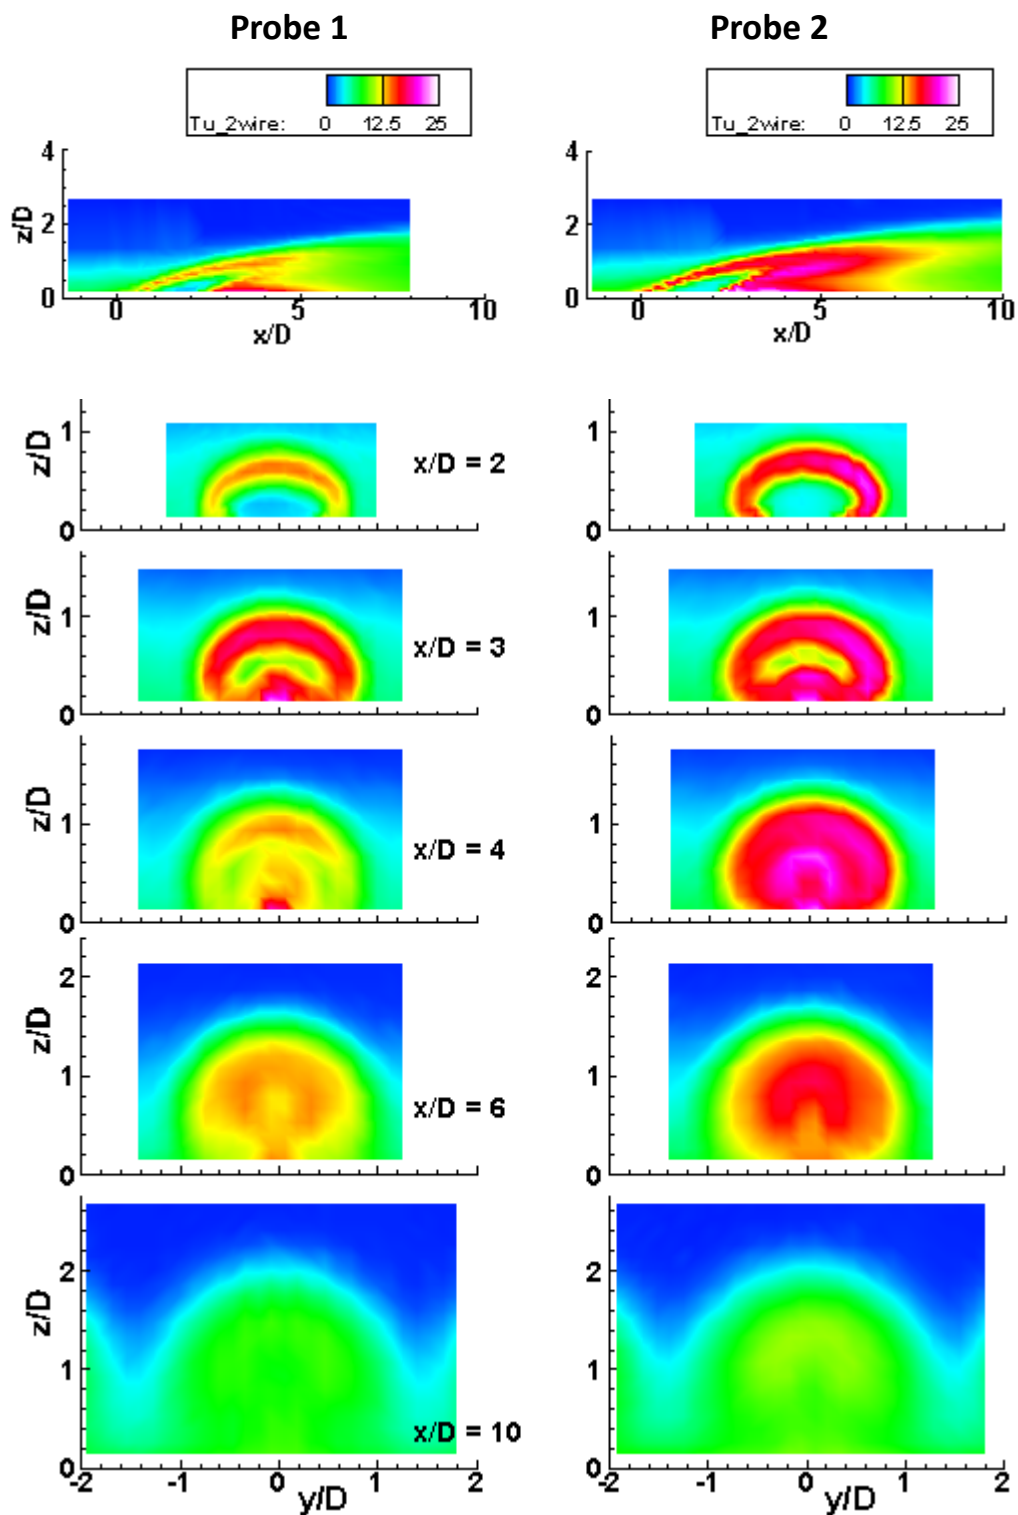 Probe 1 Probe 2
Tu_2wire: 0 12.5 25 Tu_2wire: 0 12.5 25
4 4
z/D 2 2
0 0
0 5 10 0 5 10
x/D x/D
z/D 1 x/D = 2 1
0 0
z/D 1 x/D = 3 1
0 0
z/D 1 x/D = 4 1
0 0
2 2
z/D
1 x/D = 6 1
0 0
2 2
z/D
1 1
x/D = 10
0 0
-2 -1 0 1 2 -2 -1 0 1 2
y/D y/D